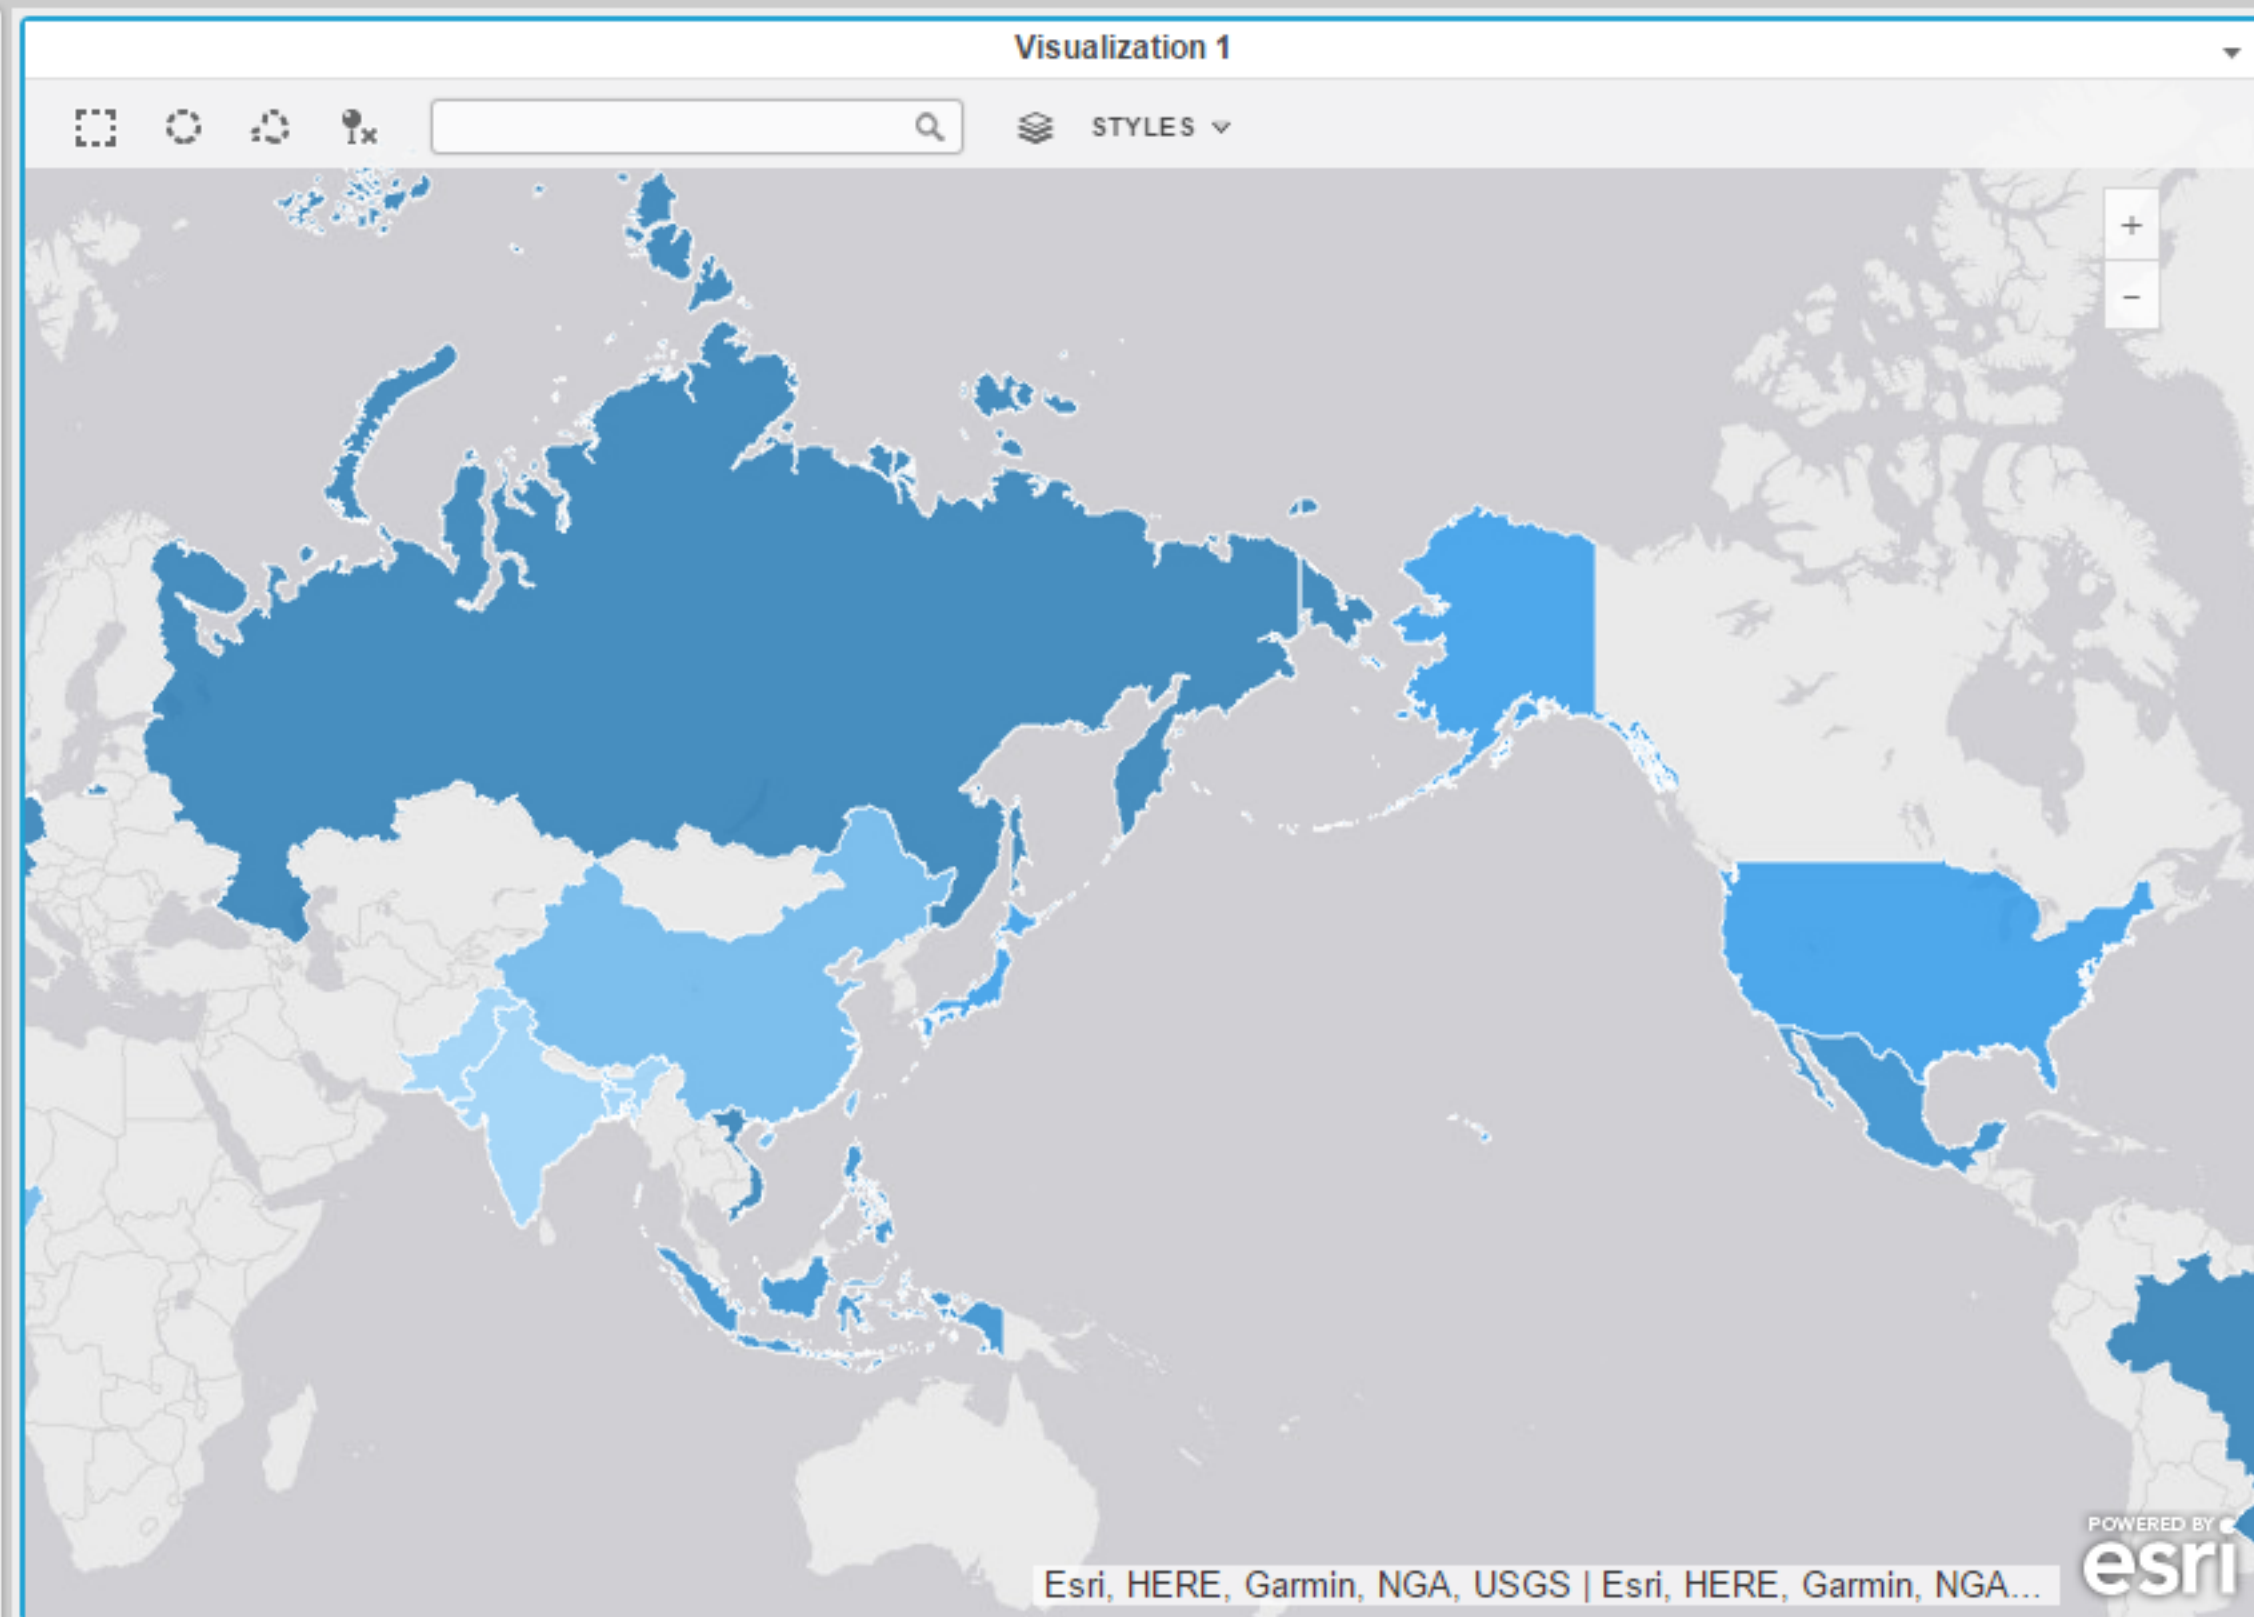 Visualization 1
STYLES
+
−
POWERED BY
esri
Esri, HERE, Garmin, NGA, USGS | Esri, HERE, Garmin, NGA...